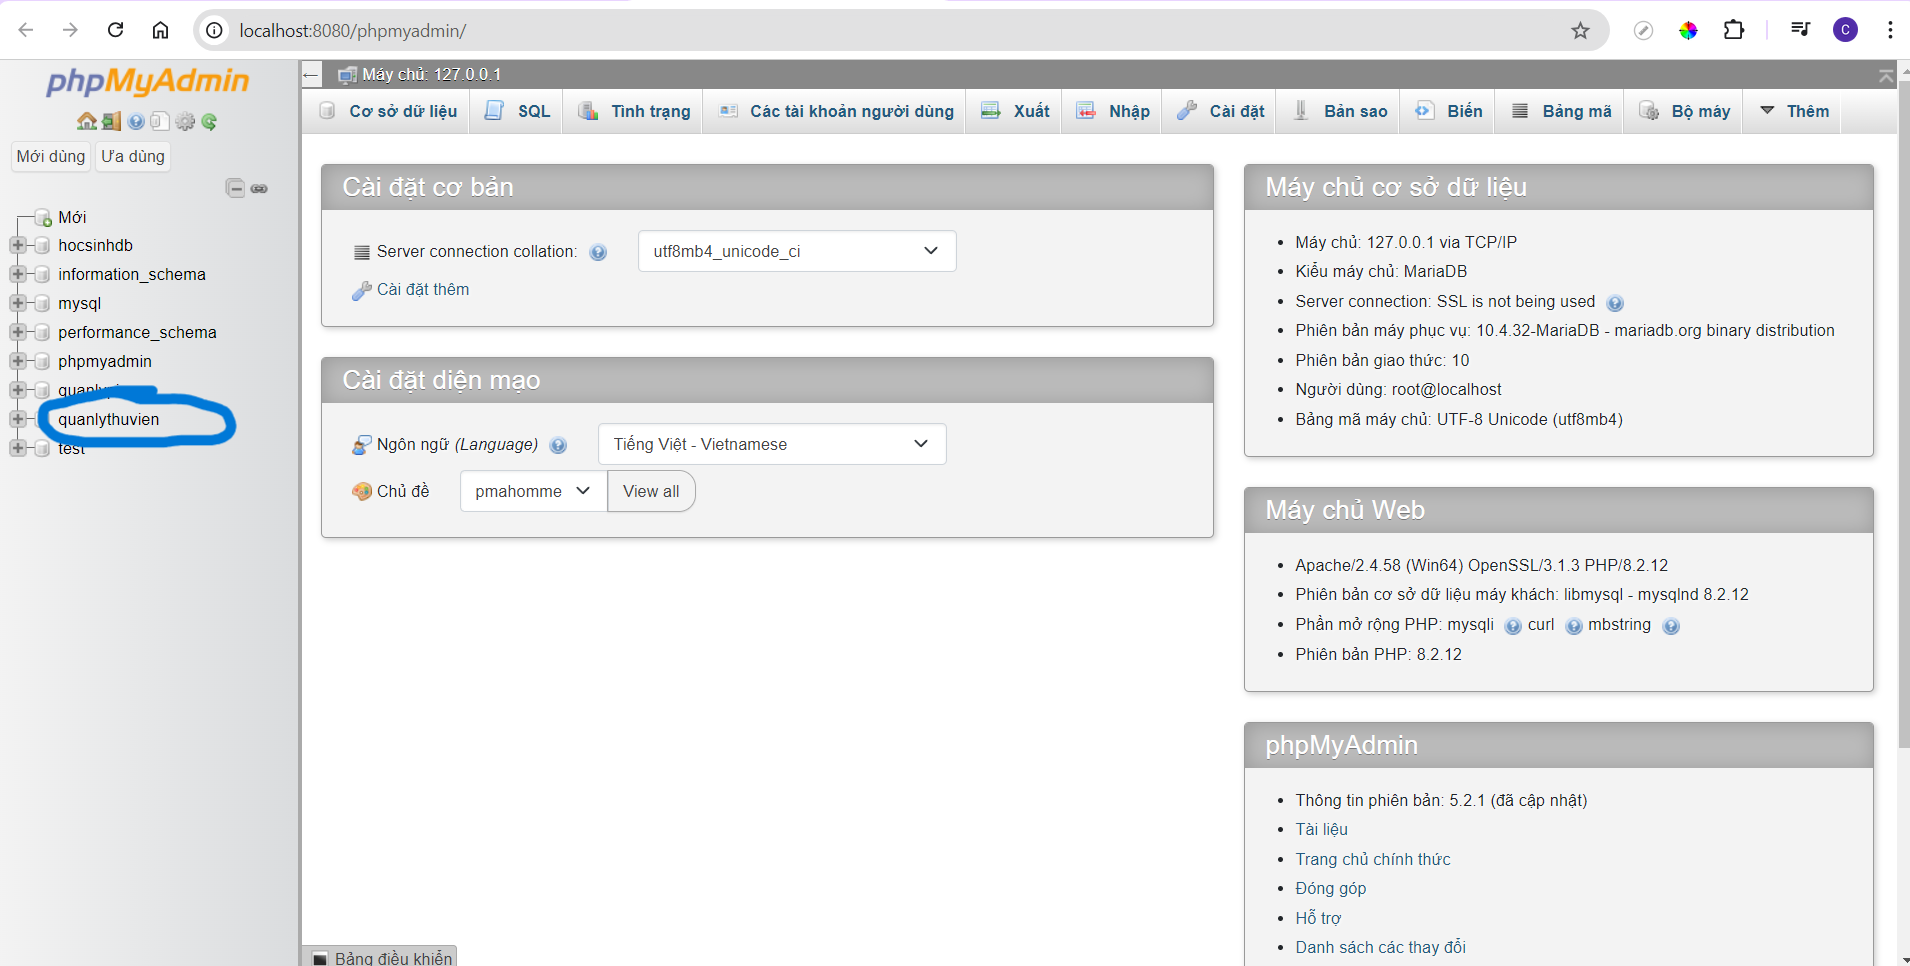 localhost:8080/phpmyadmin/
C
phpMyAdmin
Mới dùng Ưa dùng
Mới
hocsinhdb
information_schema
mysql
performance_schema
phpmyadmin
quanlythuvien
test
Máy chủ: 127.0.0.1
Cơ sở dữ liệu SQL Tình trạng Các tài khoản người dùng Xuất Nhập Cài đặt Bản sao Biến Bảng mã Bộ máy Thêm
Cài đặt cơ bản
Server connection collation: utf8mb4_unicode_ci
Cài đặt thêm
Cài đặt diện mạo
Ngôn ngữ (Language) Tiếng Việt - Vietnamese
Chủ đề pmahomme View all
Máy chủ cơ sở dữ liệu
Máy chủ: 127.0.0.1 via TCP/IP
Kiểu máy chủ: MariaDB
Server connection: SSL is not being used
Phiên bản máy phục vụ: 10.4.32-MariaDB - mariadb.org binary distribution
Phiên bản giao thức: 10
Người dùng: root@localhost
Bảng mã máy chủ: UTF-8 Unicode (utf8mb4)
Máy chủ Web
Apache/2.4.58 (Win64) OpenSSL/3.1.3 PHP/8.2.12
Phiên bản cơ sở dữ liệu máy khách: libmysql - mysqlnd 8.2.12
Phần mở rộng PHP: mysqli curl mbstring
Phiên bản PHP: 8.2.12
phpMyAdmin
Thông tin phiên bản: 5.2.1 (đã cập nhật)
Tài liệu
Trang chủ chính thức
Đóng góp
Hỗ trợ
Danh sách các thay đổi
Bảng điều khiển